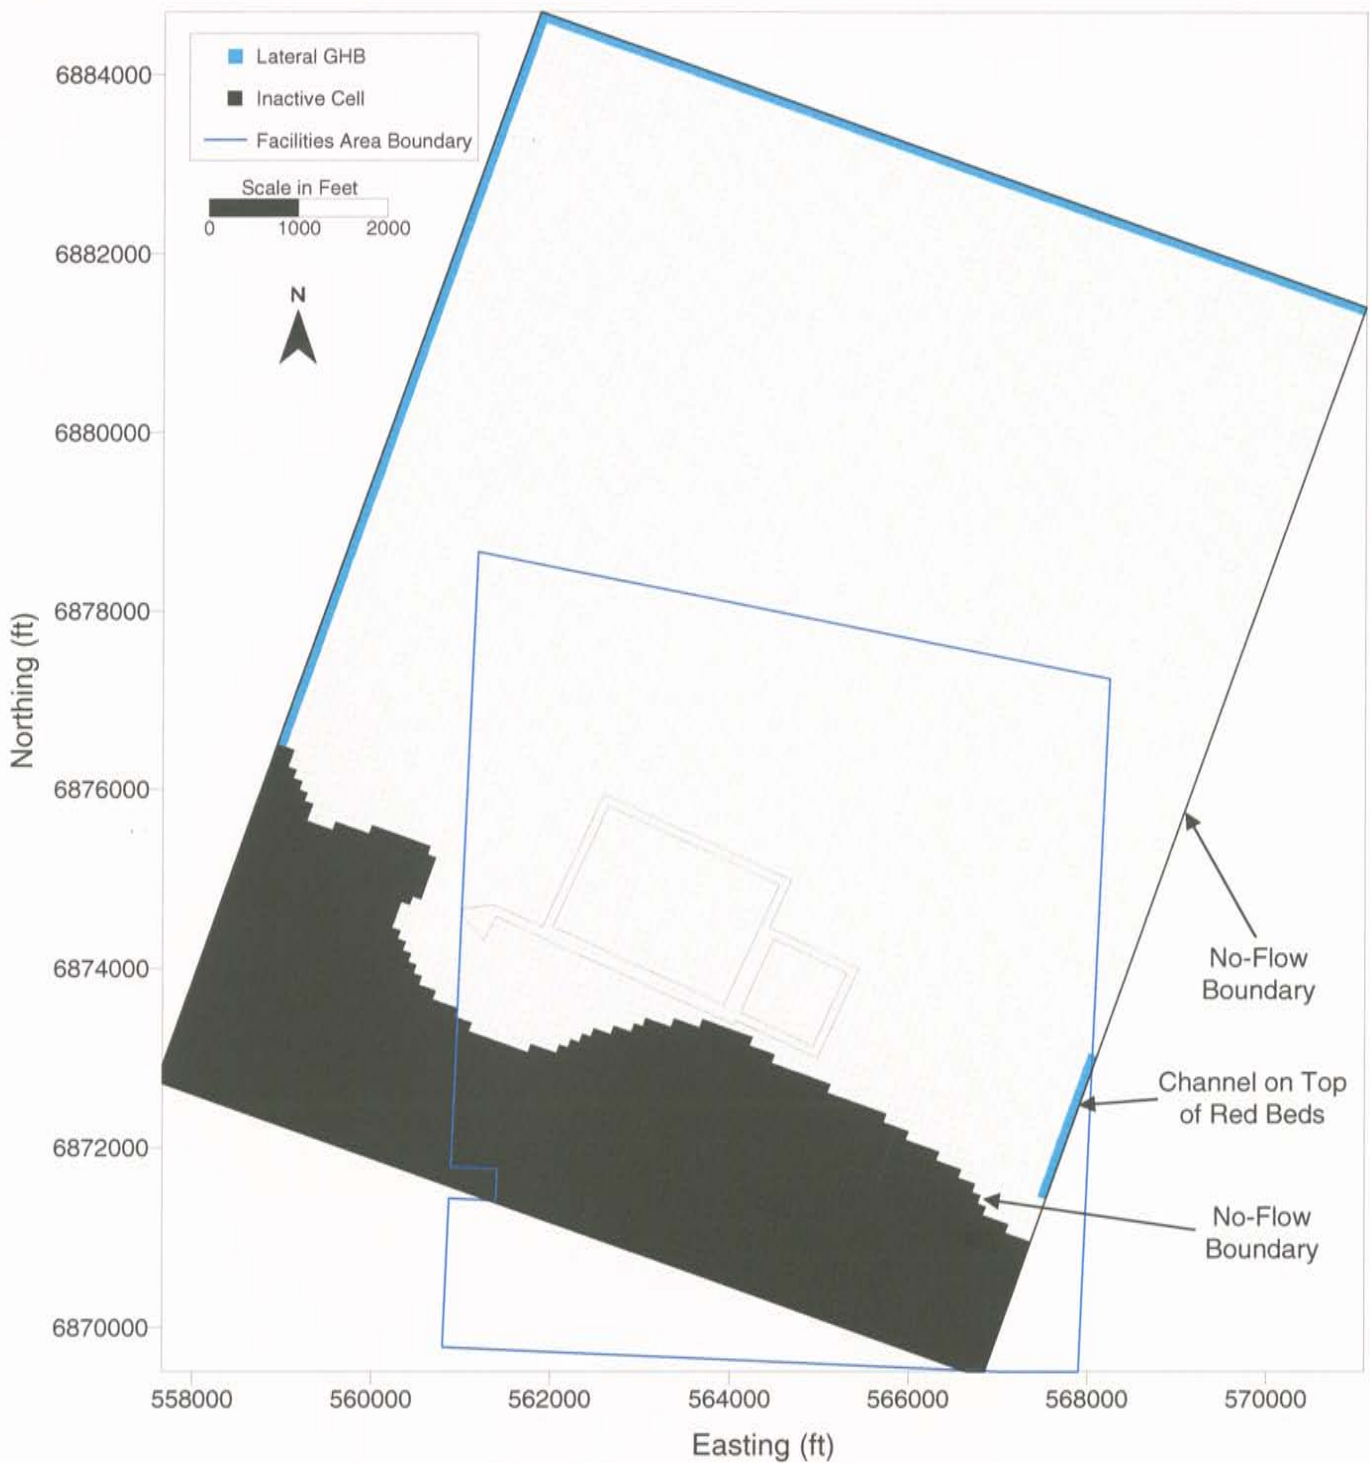 Lateral GHB
Inactive Cell
Facilities Area Boundary
Scale in Feet
0 1000 2000
N
6884000
6882000
6880000
6878000
6876000
6874000
6872000
6870000
Northing (ft)
No-Flow
Boundary
Channel on Top
of Red Beds
No-Flow
Boundary
558000 560000 562000 564000 566000 568000 570000
Easting (ft)